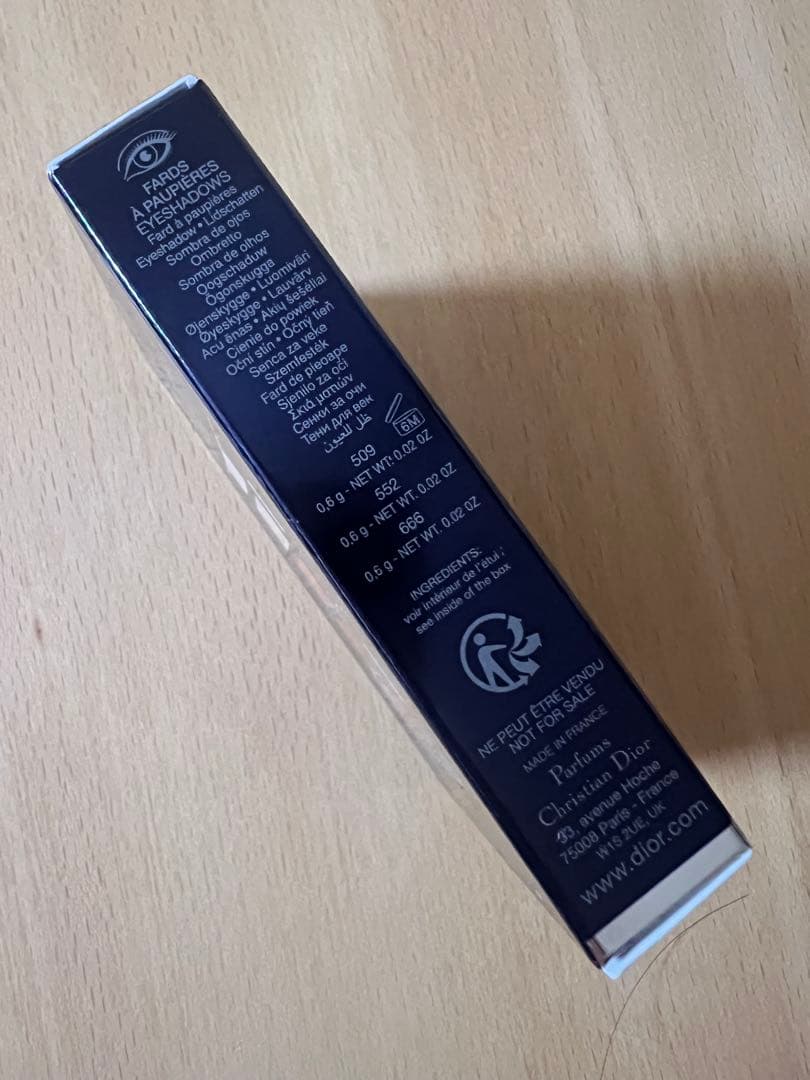 FARDS
À PAUPIÈRES
EYESHADOWS
Fard à paupières
Eyeshadow • Lidschatten
Sombra de ojos
Ombretto
Sombra de olhos
Oogschaduw
Ögonskugga
Øjenskygge • Luomiväri
Øyeskygge • Lauvärv
Acu ēnas • Akių šešėliai
Cienie do powiek
Oční stín • Očný tieň
Senca za veke
Szemfesték
Fard de pleoape
Sjenilo za oči
Σκιά ματιών
Сенки за очи
Тени для век
ظل للعيون
6M
509
0,6 g - NET WT. 0.02 OZ
552
0,6 g - NET WT. 0.02 OZ
666
0,6 g - NET WT. 0.02 OZ
INGREDIENTS:
voir intérieur de l'étui ;
see inside of the box
NE PEUT ÊTRE VENDU
NOT FOR SALE
MADE IN FRANCE
Parfums
Christian Dior
33, avenue Hoche
75008 Paris - France
W1S 2UE, UK
www.dior.com